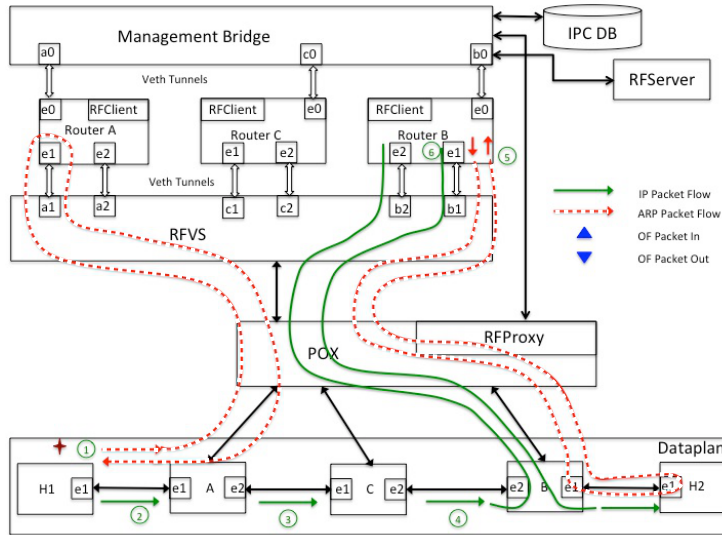 Management Bridge
IPC DB
a0
c0
b0
Veth Tunnels
RFServer
e0
RFClient
RFClient
e0
RFClient
e0
Router A
Router C
Router B
e1
e2
e1
e2
e2
6
e1
5
Veth Tunnels
a1
a2
c1
c2
b2
b1
IP Packet Flow
ARP Packet Flow
RFVS
OF Packet In
OF Packet Out
RFProxy
POX
1
Dataplan
H1
e1
e1
A
e2
e1
C
e2
e2
B
e1
e1
H2
2
3
4